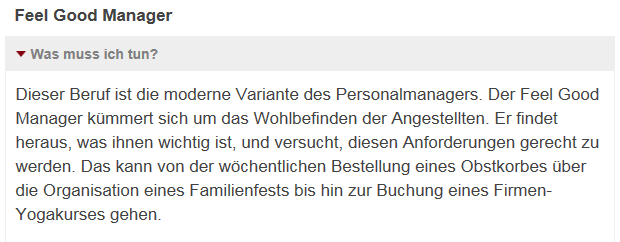 Feel Good Manager
Was muss ich tun?
Dieser Beruf ist die moderne Variante des Personalmanagers. Der Feel Good
Manager kümmert sich um das Wohlbefinden der Angestellten. Er findet
heraus, was ihnen wichtig ist, und versucht, diesen Anforderungen gerecht zu
werden. Das kann von der wöchentlichen Bestellung eines Obstkorbes über
die Organisation eines Familienfests bis hin zur Buchung eines Firmen-
Yogakurses gehen.